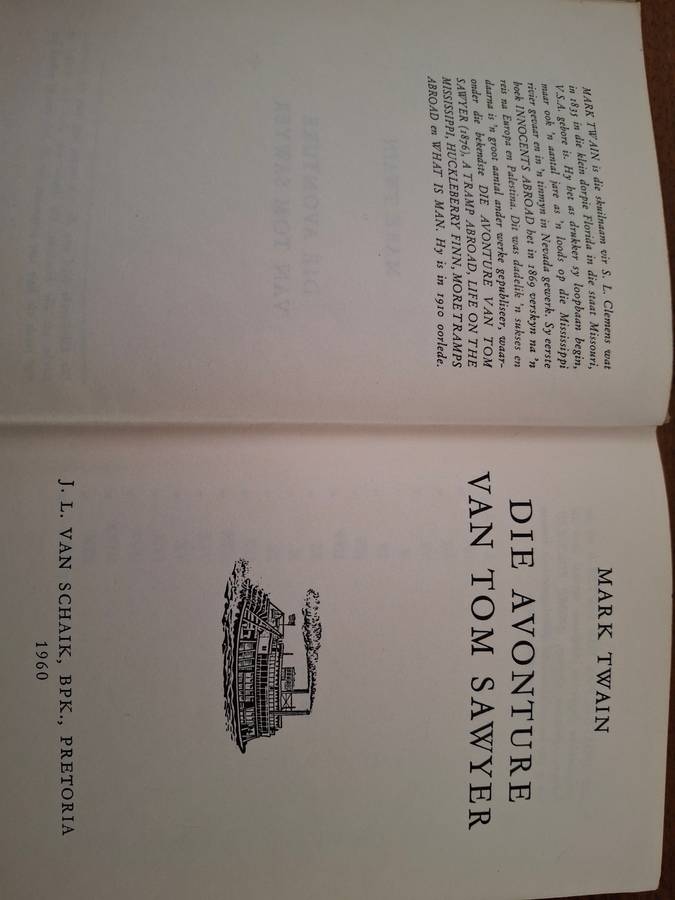 MARK TWAIN is die skuilnaam vir S. L. Clemens wat
in 1835 in die klein dorpie Florida in die staat Missouri,
V.S.A. gebore is. Hy het as drukker sy loopbaan begin,
maar ook 'n aantal jare as 'n loods op die Mississippi
rivier gevaar en in 'n tinmyn in Nevada gewerk. Sy eerste
boek INNOCENTS ABROAD het in 1869 verskyn na 'n
reis na Europa en Palestina. Dit was dadelik 'n sukses en
daarna is 'n groot aantal ander werke gepubliseer, waar-
onder die bekendste DIE AVONTURE VAN TOM
SAWYER (1876), A TRAMP ABROAD, LIFE ON THE
MISSISSIPPI, HUCKLEBERRY FINN, MORE TRAMPS
ABROAD en WHAT IS MAN. Hy is in 1910 oorlede.
MARK TWAIN
DIE AVONTURE
VAN TOM SAWYER
J. L. VAN SCHAIK, BPK., PRETORIA
1960